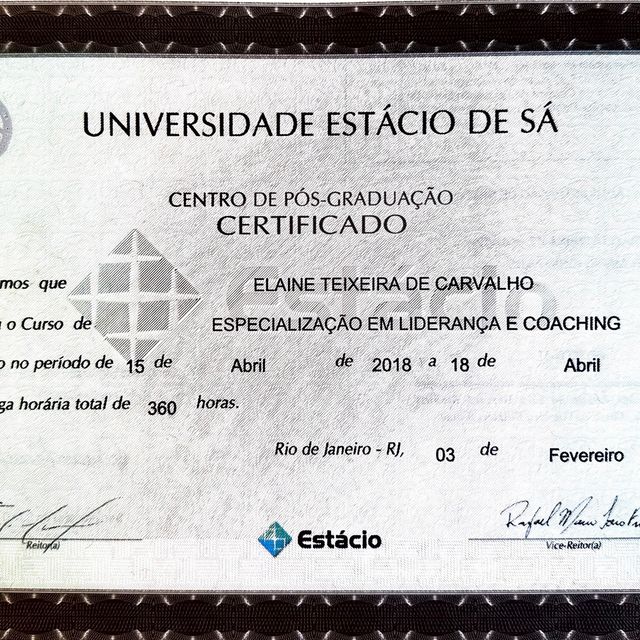 UNIVERSIDADE ESTÁCIO DE SÁ
CENTRO DE PÓS-GRADUAÇÃO
CERTIFICADO
mos que ELAINE TEIXEIRA DE CARVALHO
o Curso de ESPECIALIZAÇÃO EM LIDERANÇA E COACHING
o no período de 15 de Abril de 2018 a 18 de Abril
ga horária total de 360 horas.
Rio de Janeiro - RJ, 03 de Fevereiro
Estácio
Reitor(a)
Estácio
Rafael
Vice-Reitor(a)